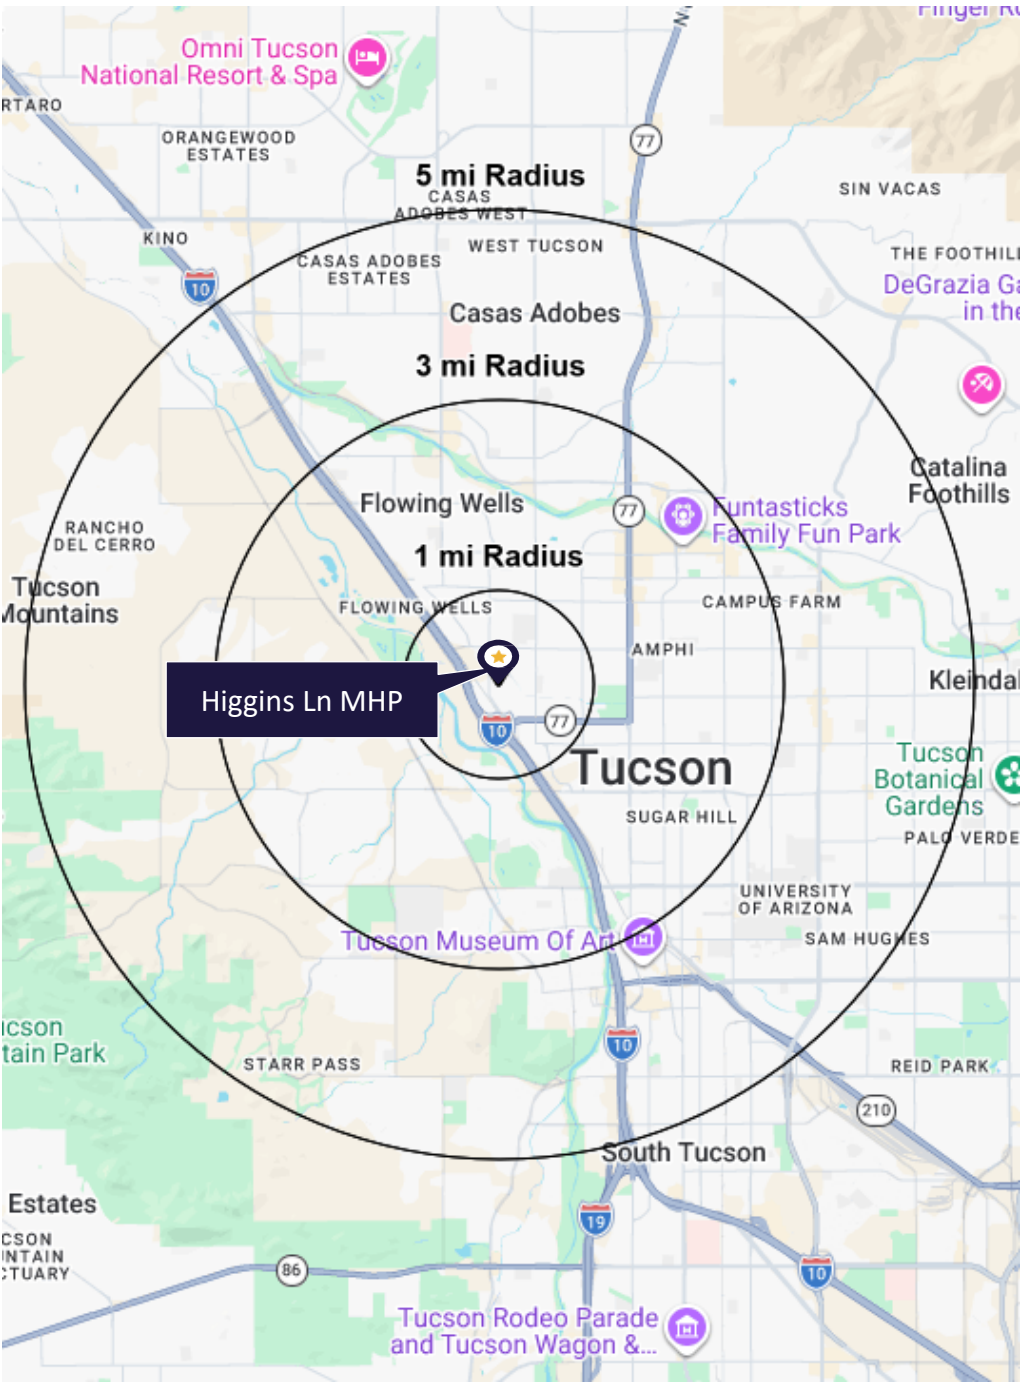 Finger R
Omni Tucson
National Resort & Spa
RTARO
ORANGEWOOD
ESTATES
77
5 mi Radius
CASAS
ADOBES WEST
SIN VACAS
KINO
WEST TUCSON
CASAS ADOBES
ESTATES
THE FOOTHILL
DeGrazia Ga
in the
10
Casas Adobes
3 mi Radius
Catalina
Foothills
Flowing Wells
77
Funtasticks
Family Fun Park
RANCHO
DEL CERRO
1 mi Radius
Tucson
Mountains
FLOWING WELLS
CAMPUS FARM
AMPHI
Kleindal
Higgins Ln MHP
10
77
Tucson
Tucson
Botanical
Gardens
SUGAR HILL
PALO VERDE
UNIVERSITY
OF ARIZONA
Tucson Museum Of Art
SAM HUGHES
ucson
tain Park
10
STARR PASS
REID PARK
210
South Tucson
Estates
19
CSON
UNTAIN
CTUARY
86
10
Tucson Rodeo Parade
and Tucson Wagon &...